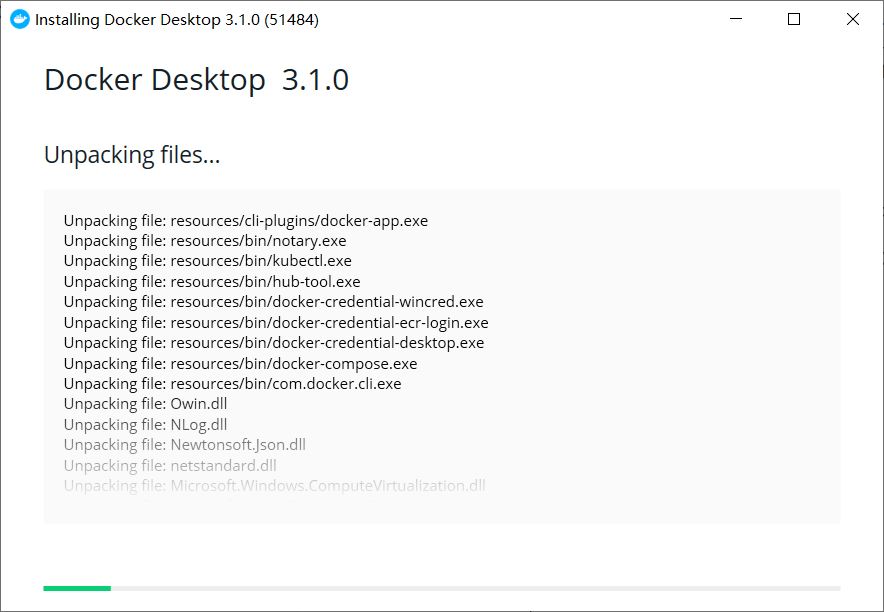 Installing Docker Desktop 3.1.0 (51484)
Docker Desktop 3.1.0
Unpacking files...
Unpacking file: resources/cli-plugins/docker-app.exe
Unpacking file: resources/bin/notary.exe
Unpacking file: resources/bin/kubectl.exe
Unpacking file: resources/bin/hub-tool.exe
Unpacking file: resources/bin/docker-credential-wincred.exe
Unpacking file: resources/bin/docker-credential-ecr-login.exe
Unpacking file: resources/bin/docker-credential-desktop.exe
Unpacking file: resources/bin/docker-compose.exe
Unpacking file: resources/bin/com.docker.cli.exe
Unpacking file: Owin.dll
Unpacking file: NLog.dll
Unpacking file: Newtonsoft.Json.dll
Unpacking file: netstandard.dll
Unpacking file: Microsoft.Windows.ComputeVirtualization.dll